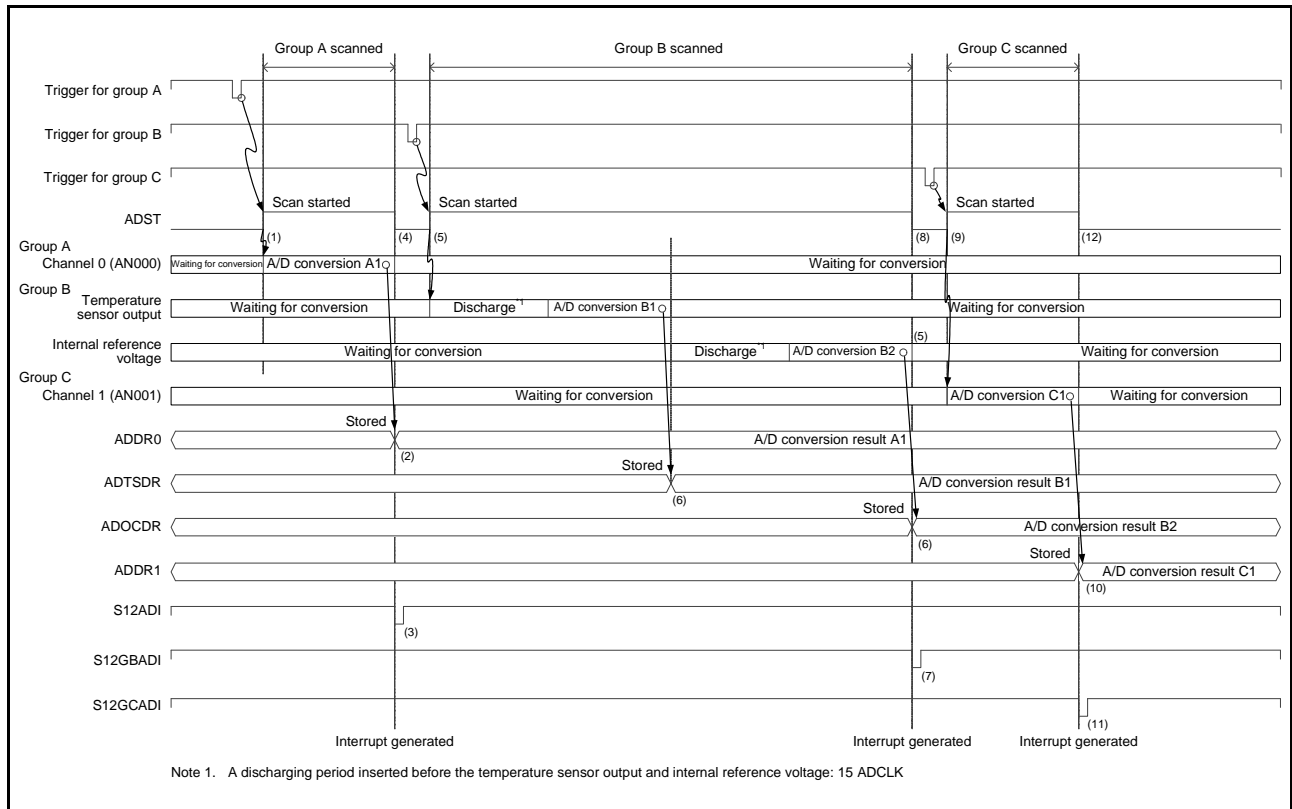 Group A scanned
Group B scanned
Group C scanned
Trigger for group A
Trigger for group B
Trigger for group C
Scan started
Scan started
Scan started
ADST
(1)
(4)
(5)
(8)
(9)
(12)
Group A
Channel 0 (AN000)
Waiting for conversion
A/D conversion A1
Waiting for conversion
Group B
Temperature
sensor output
Waiting for conversion
Discharge*1
A/D conversion B1
Waiting for conversion
(5)
Internal reference
voltage
Waiting for conversion
Discharge*1
A/D conversion B2
Waiting for conversion
Group C
Channel 1 (AN001)
Waiting for conversion
A/D conversion C1
Waiting for conversion
Stored
ADDR0
A/D conversion result A1
(2)
Stored
ADTSDR
A/D conversion result B1
(6)
Stored
ADOCDR
A/D conversion result B2
(6)
Stored
ADDR1
A/D conversion result C1
(10)
S12ADI
(3)
S12GBADI
(7)
S12GCADI
(11)
Interrupt generated
Interrupt generated
Interrupt generated
Note 1. A discharging period inserted before the temperature sensor output and internal reference voltage: 15 ADCLK